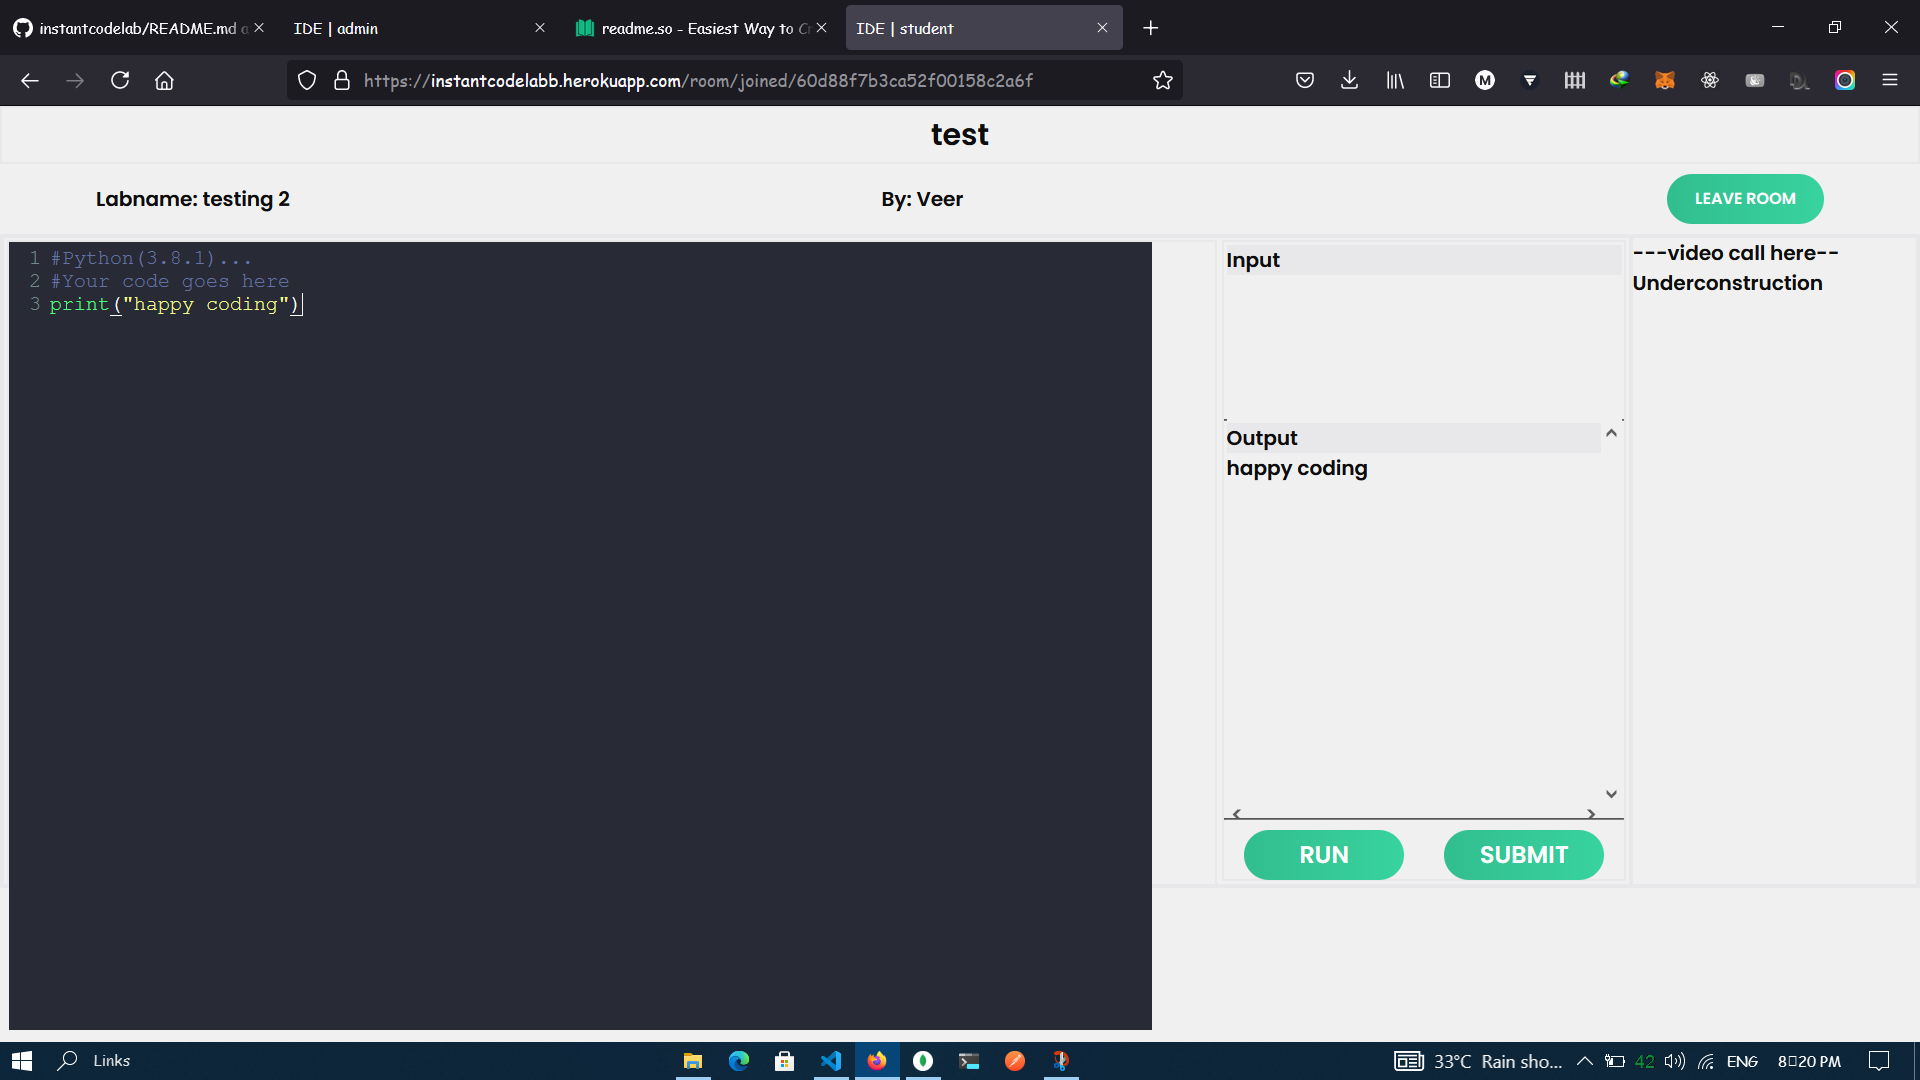 instantcodelab/README.md a
IDE | admin
readme.so - Easiest Way to Cr
IDE | student
https://instantcodelabb.herokuapp.com/room/joined/60d88f7b3ca52f00158c2a6f
test
Labname: testing 2
By: Veer
LEAVE ROOM
1 #Python(3.8.1)...
2 #Your code goes here
3 print("happy coding")
Input
Output
happy coding
RUN
SUBMIT
---video call here--
Underconstruction
Links
33°C Rain sho...
42
ENG
8▯20 PM